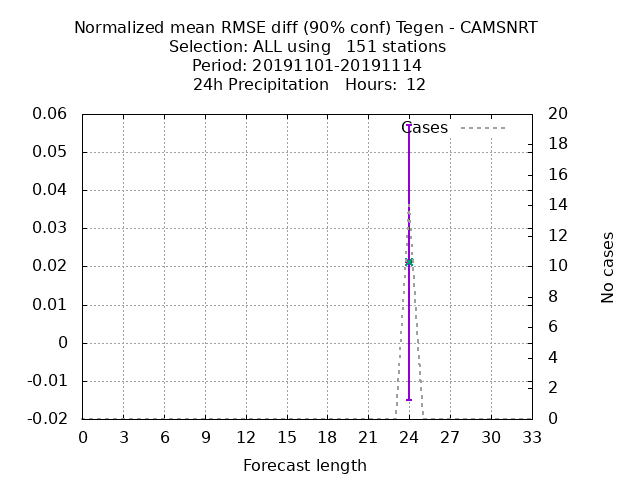 Normalized mean RMSE diff (90% conf) Tegen - CAMSNRT
Selection: ALL using   151 stations
Period: 20191101-20191114
24h Precipitation   Hours:  12
Cases
0.06
0.05
0.04
0.03
0.02
0.01
0
-0.01
-0.02
20
18
16
14
12
10
8
6
4
2
0
No cases
0 3 6 9 12 15 18 21 24 27 30 33
Forecast length